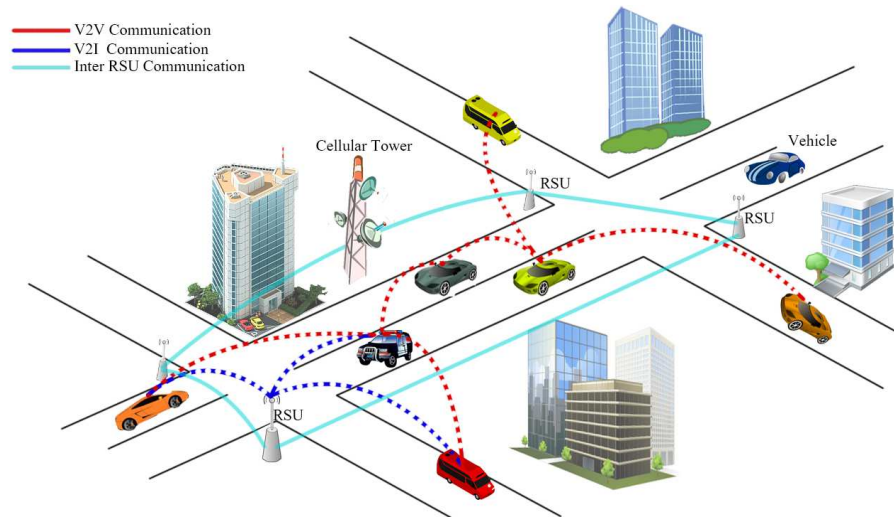 V2V Communication
V2I Communication
Inter RSU Communication
Cellular Tower
Vehicle
RSU
RSU
RSU